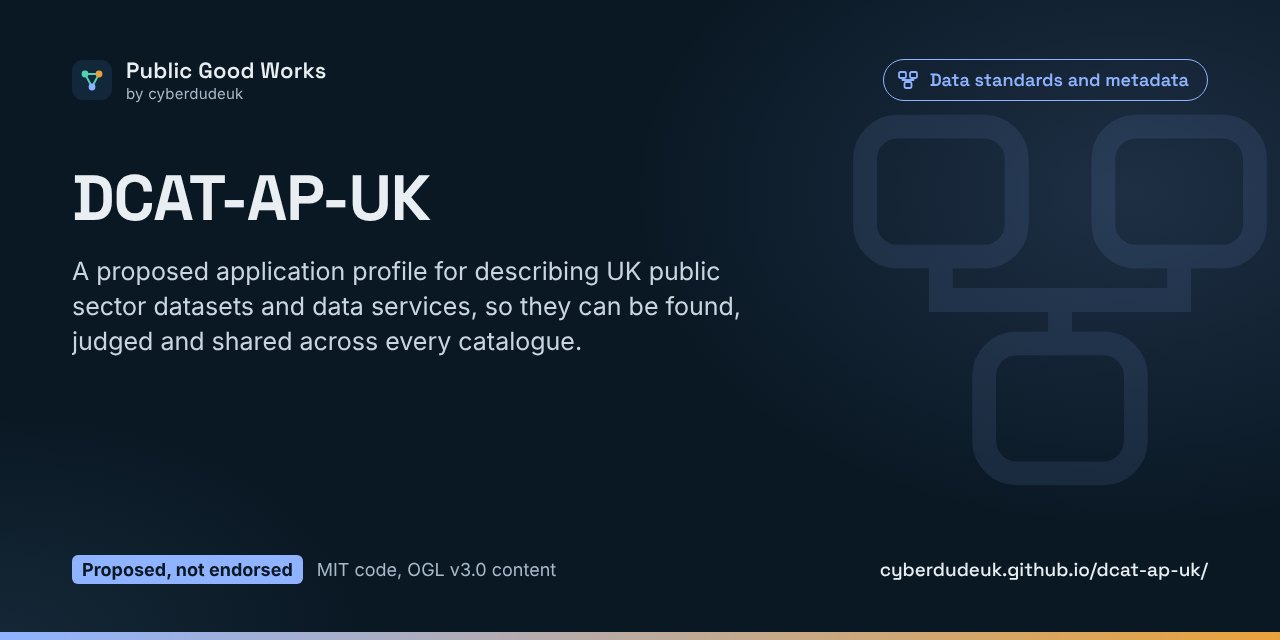 Public Good Works
by cyberdudeuk
Data standards and metadata
DCAT-AP-UK
A proposed application profile for describing UK public
sector datasets and data services, so they can be found,
judged and shared across every catalogue.
Proposed, not endorsed
MIT code, OGL v3.0 content
cyberdudeuk.github.io/dcat-ap-uk/